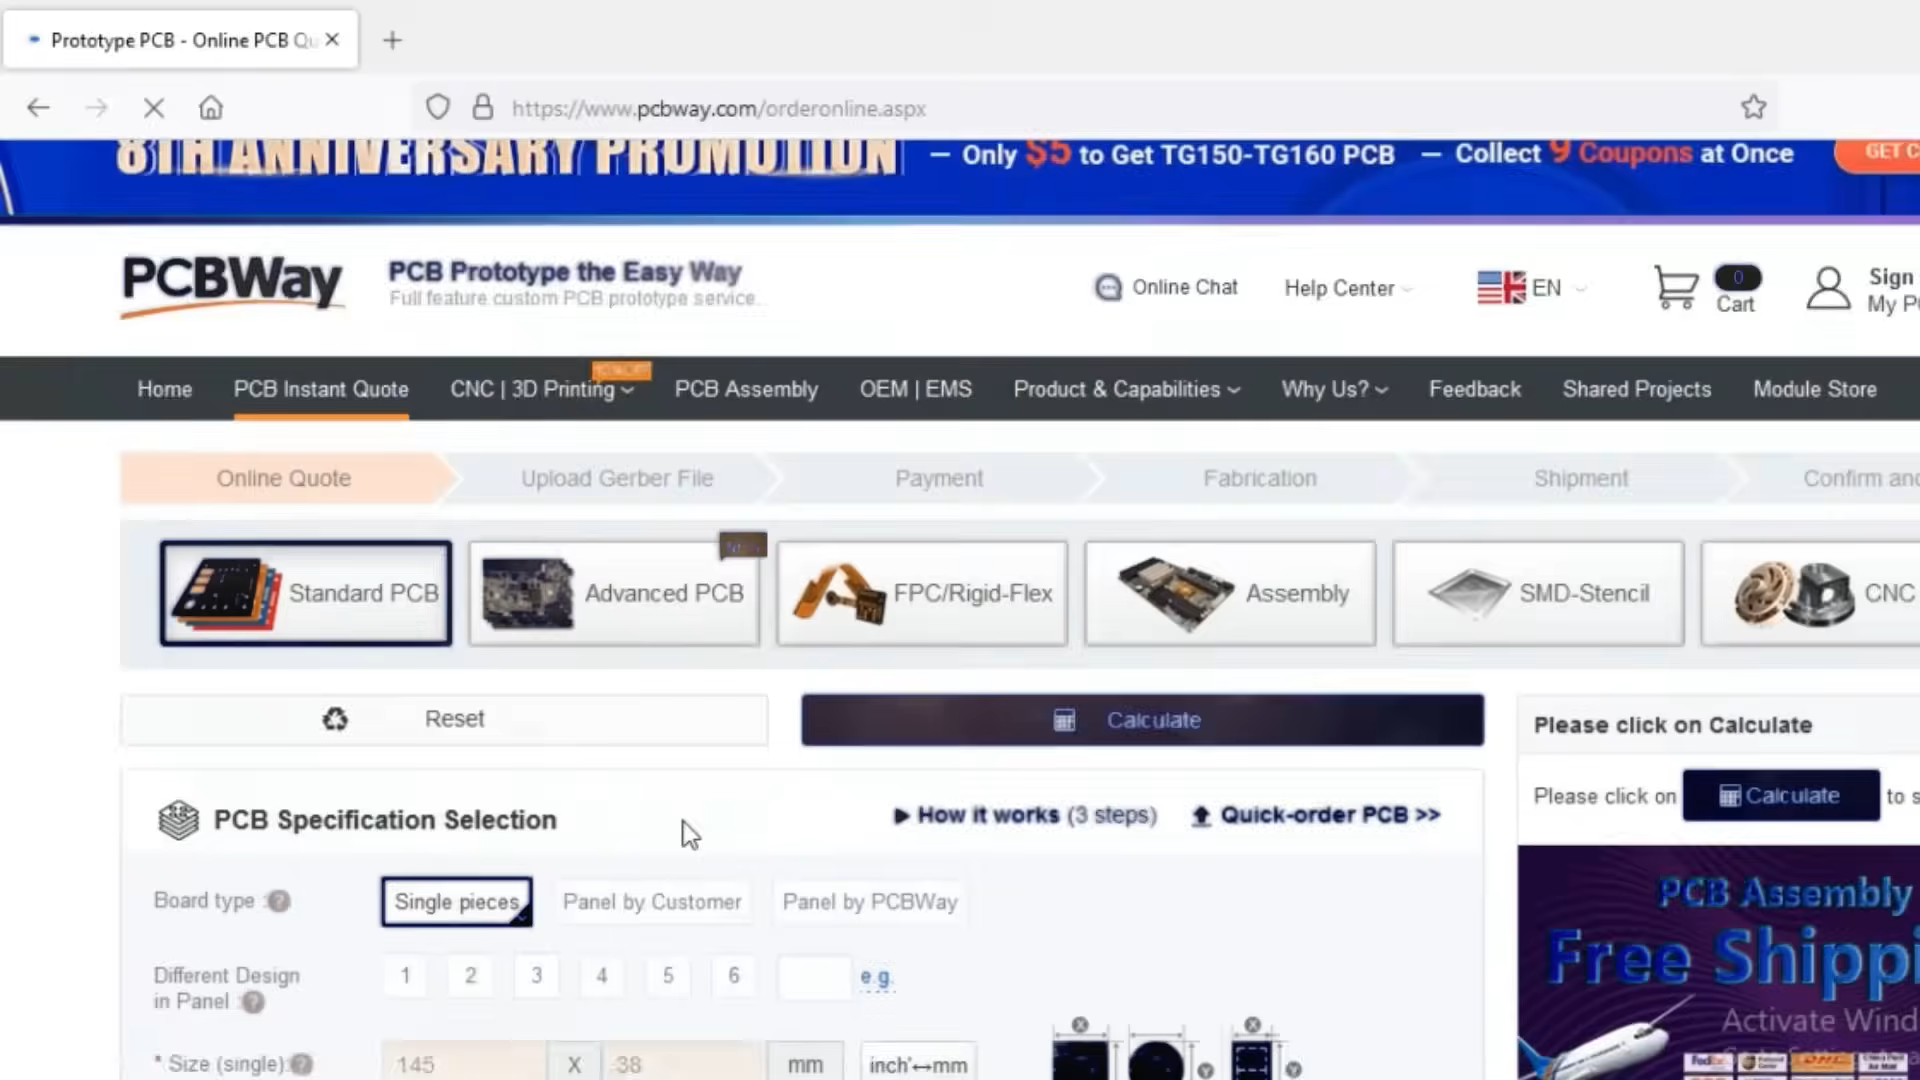 Prototype PCB - Online PCB Qu
https://www.pcbway.com/orderonline.aspx
8TH ANNIVERSARY PROMOTION — Only $5 to Get TG150-TG160 PCB — Collect 9 Coupons at Once GET C
PCBWay
PCB Prototype the Easy Way
Full feature custom PCB prototype service.
Online Chat
Help Center
EN
0
Cart
Sign
My P
Home PCB Instant Quote CNC | 3D Printing PCB Assembly OEM | EMS Product & Capabilities Why Us? Feedback Shared Projects Module Store
Online Quote Upload Gerber File Payment Fabrication Shipment Confirm and
Standard PCB Advanced PCB FPC/Rigid-Flex Assembly SMD-Stencil CNC
Reset Calculate
Please click on Calculate
Please click on Calculate to s
PCB Specification Selection How it works (3 steps) Quick-order PCB >>
Board type : Single pieces Panel by Customer Panel by PCBWay
Different Design
in Panel : 1 2 3 4 5 6 e.g.
* Size (single): 145 X 38 mm inch↔mm
X X
Y Y
PCB Assembly
Free Shippi
Activate Wind
FedEx DHL